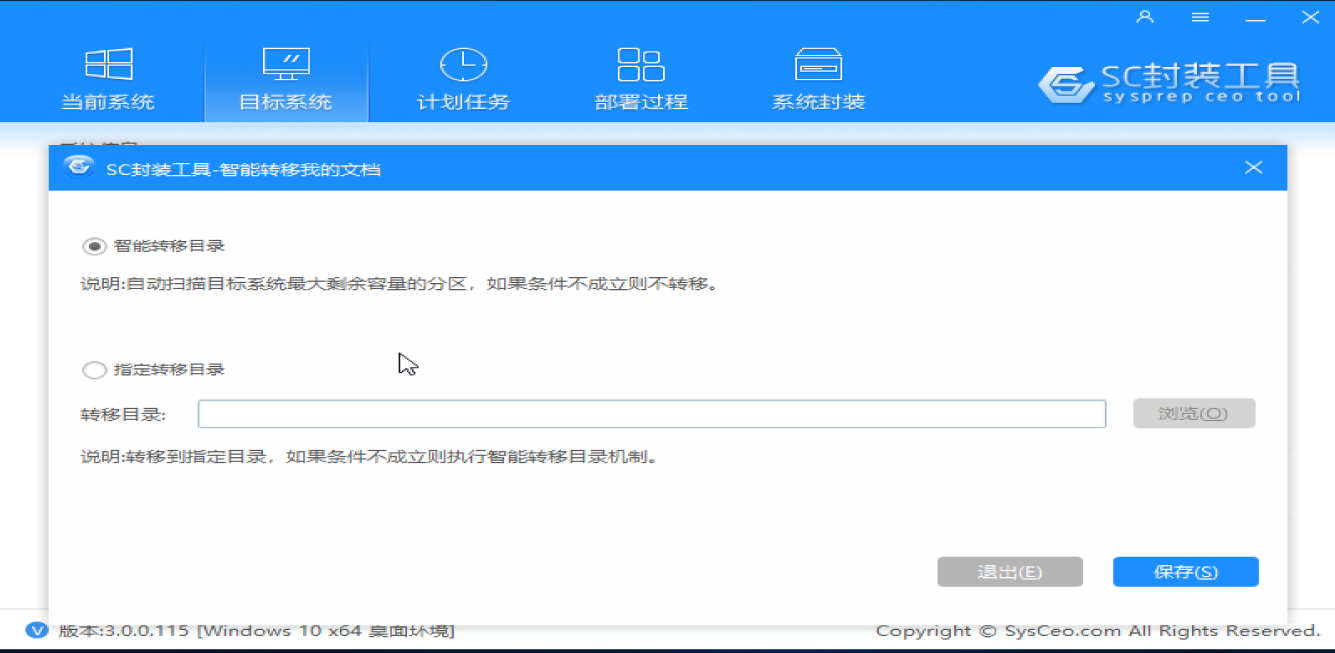 当前系统
目标系统
计划任务
部署过程
系统封装
SC封装工具
sysprep ceo tool
SC封装工具-智能转移我的文档
智能转移目录
说明:自动扫描目标系统最大剩余容量的分区，如果条件不成立则不转移。
指定转移目录
转移目录:
浏览(O)
说明:转移到指定目录，如果条件不成立则执行智能转移目录机制。
退出(E)
保存(S)
版本:3.0.0.115 [Windows 10 x64 桌面环境]
Copyright © SysCeo.com All Rights Reserved.